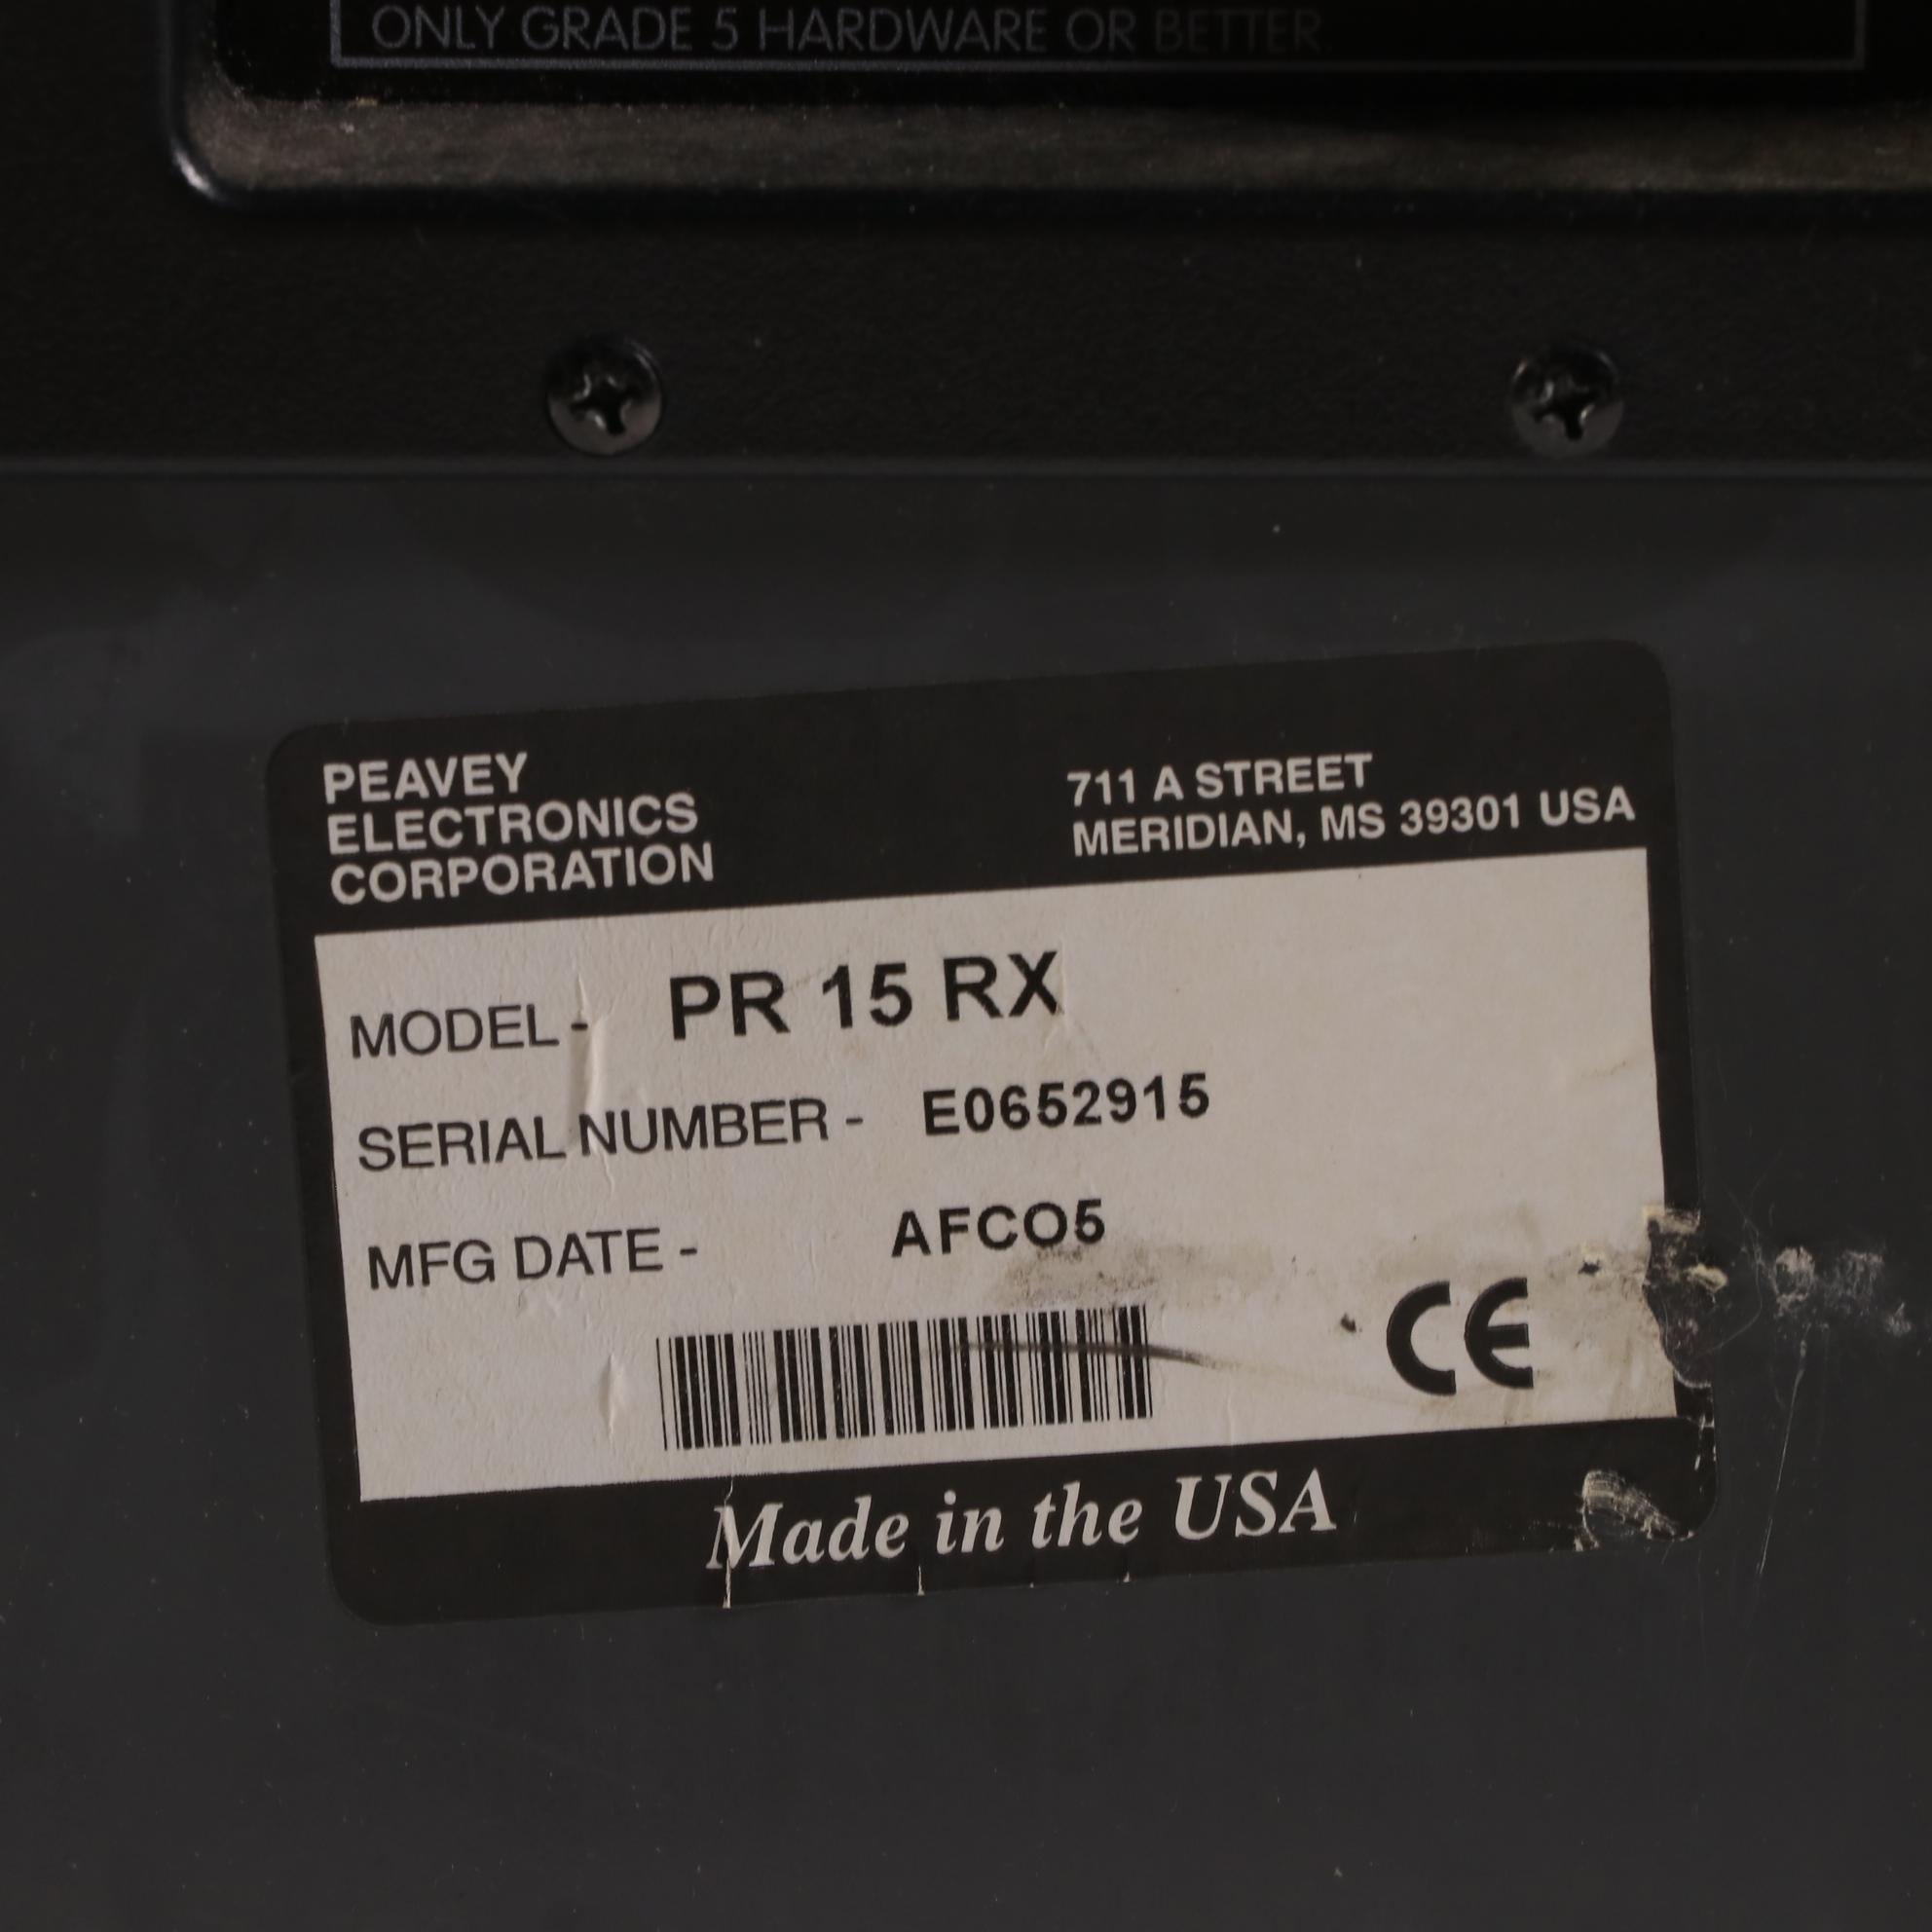 ONLY GRADE 5 HARDWARE OR BETTER.
PEAVEY
ELECTRONICS
CORPORATION
711 A STREET
MERIDIAN, MS 39301 USA
MODEL - PR 15 RX
SERIAL NUMBER - E0652915
MFG DATE - AFCO5
CE
Made in the USA